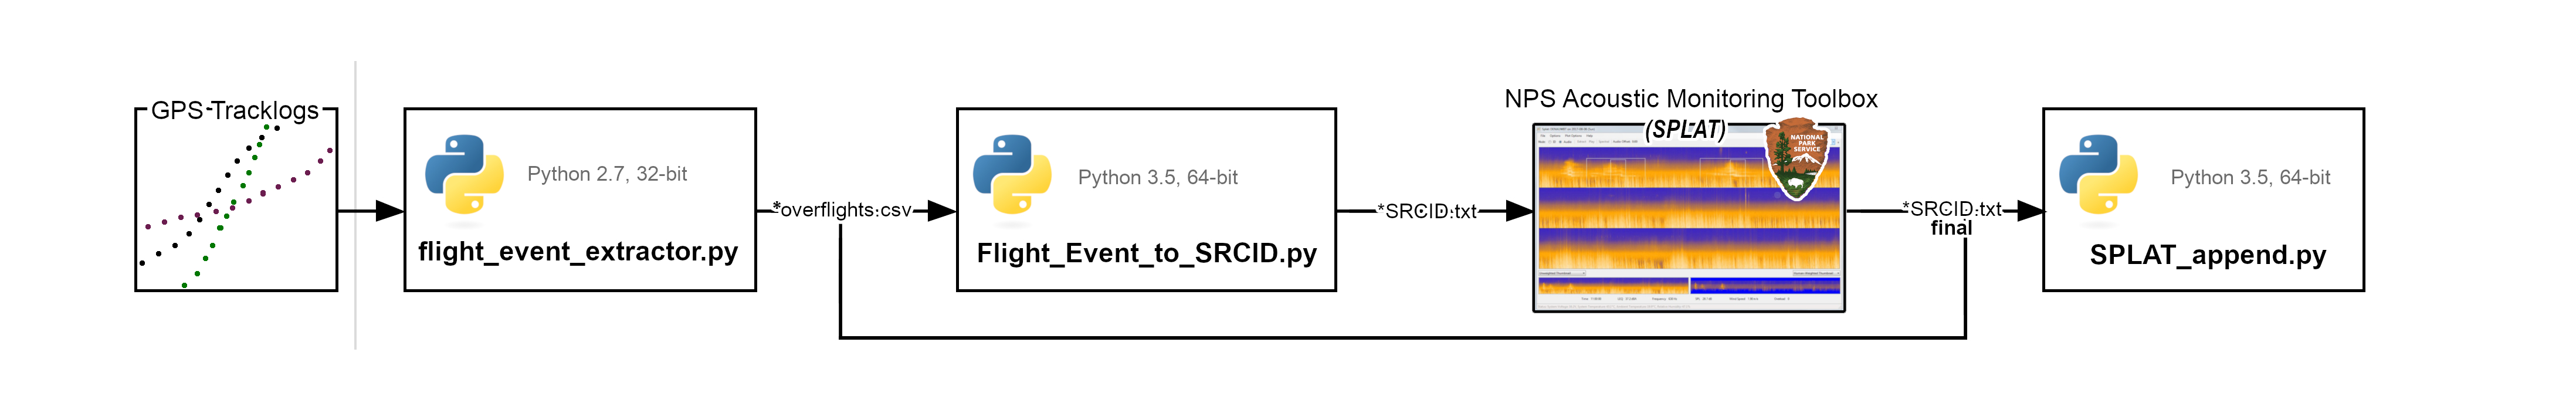 GPS Tracklogs
Python 2.7, 32-bit
flight_event_extractor.py
*overflights.csv
Python 3.5, 64-bit
Flight_Event_to_SRCID.py
*SRCID.txt
NPS Acoustic Monitoring Toolbox
(SPLAT)
NATIONAL
PARK
SERVICE
*SRCID.txt
final
Python 3.5, 64-bit
SPLAT_append.py